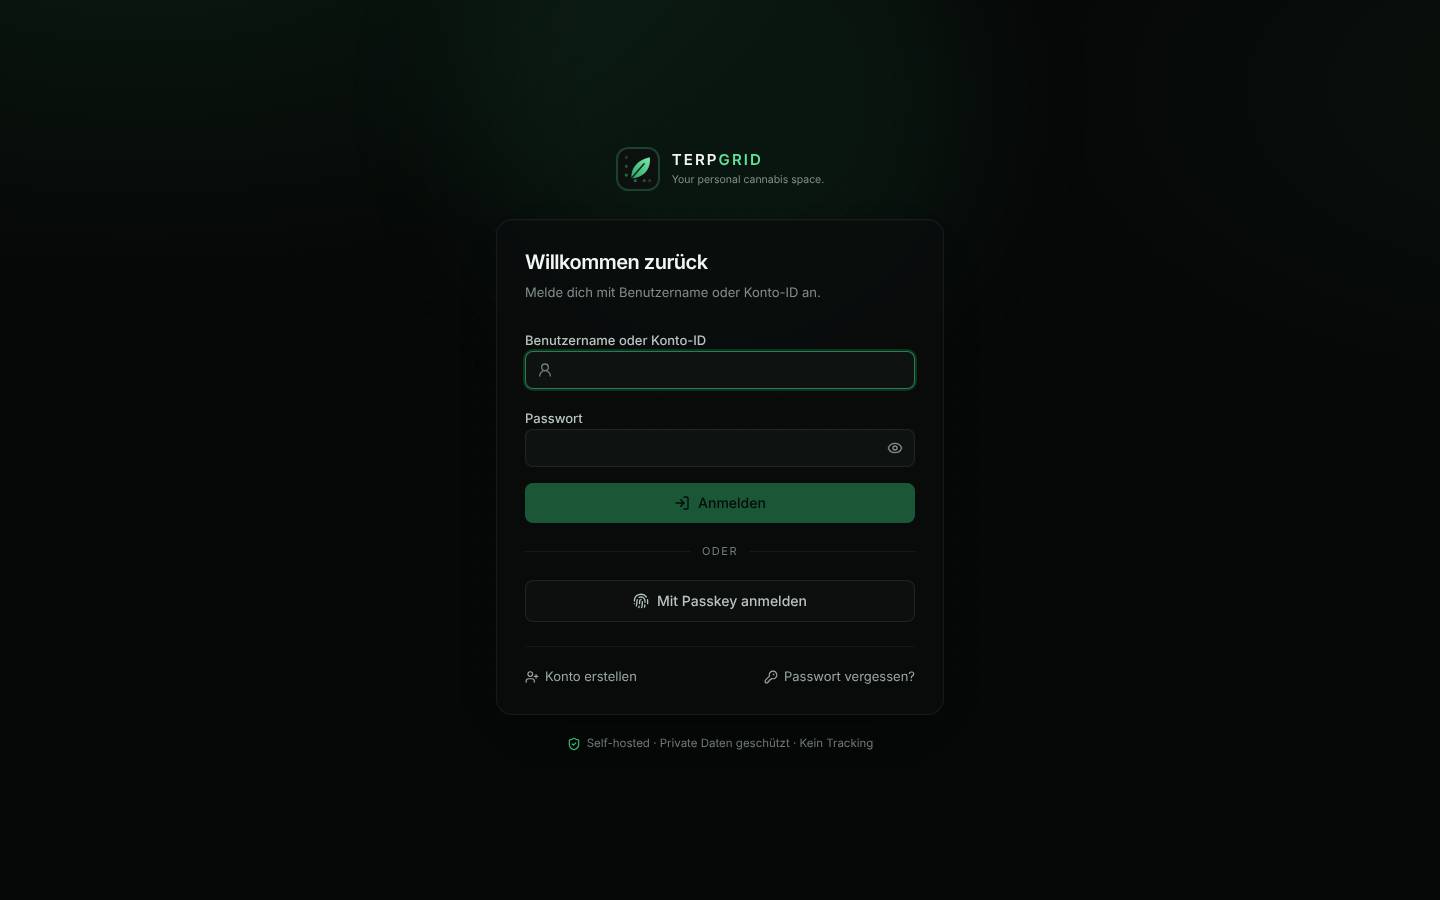 TERPGRID
Your personal cannabis space.
Willkommen zurück
Melde dich mit Benutzername oder Konto-ID an.
Benutzername oder Konto-ID
Passwort
Anmelden
ODER
Mit Passkey anmelden
Konto erstellen
Passwort vergessen?
Self-hosted · Private Daten geschützt · Kein Tracking